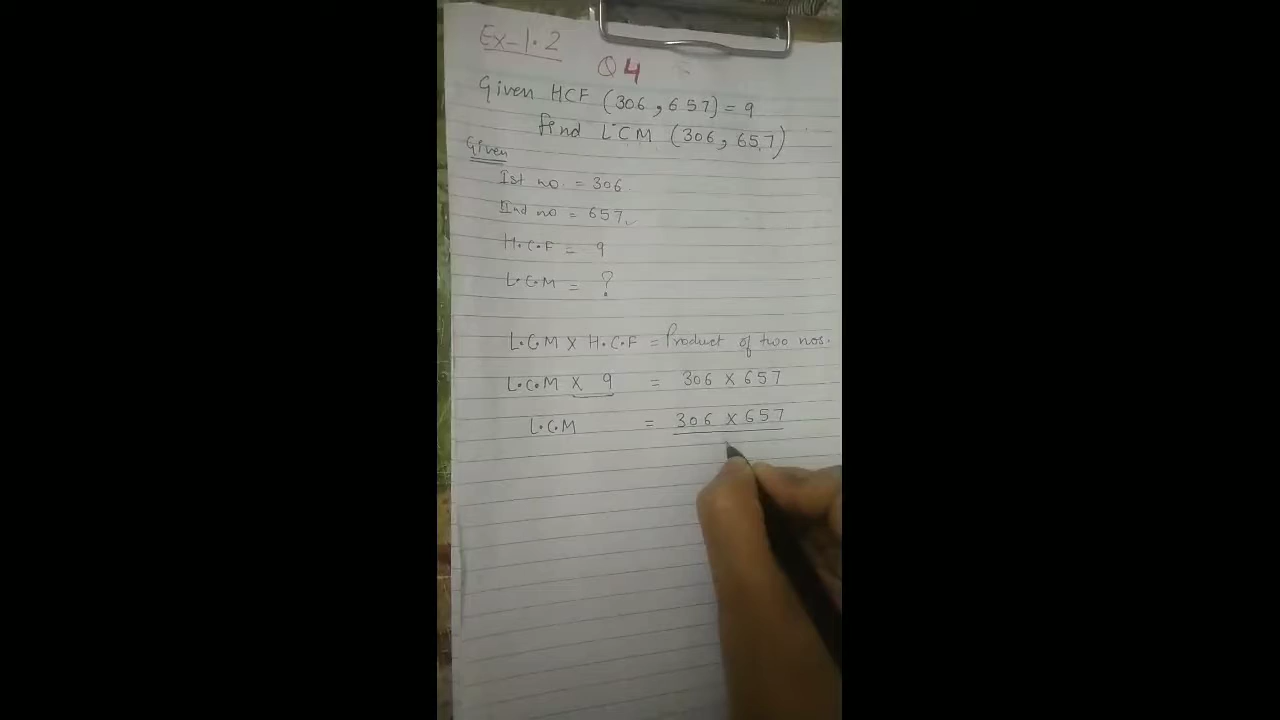 Ex-1.2
Q4
Given HCF (306, 657) = 9
find LCM (306, 657)
Given
Ist no. = 306
IInd no = 657
H.C.F = 9
L.C.M = ?
L.C.M X H.C.F = Product of two nos.
L.C.M X 9 = 306 X 657
L.C.M = 306 X 657